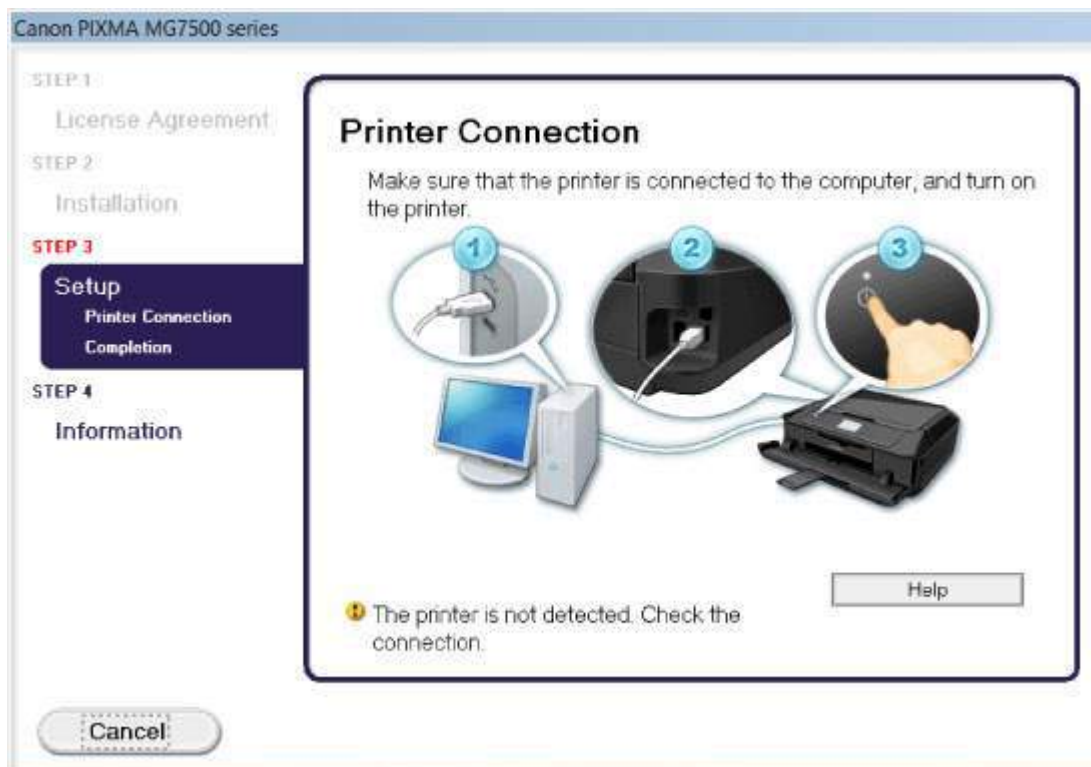 Canon PIXMA MG7500 series
STEP 1
License Agreement
STEP 2
Installation
STEP 3
Setup
Printer Connection
Completion
STEP 4
Information
Printer Connection
Make sure that the printer is connected to the computer, and turn on
the printer.
1
2
3
Help
The printer is not detected. Check the
connection.
Cancel